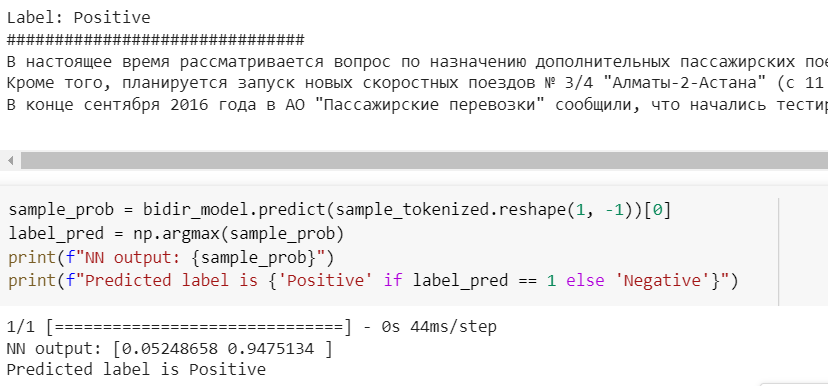 Label: Positive
###############################
В настоящее время рассматривается вопрос по назначению дополнительных пассажирских
Кроме того, планируется запуск новых скоростных поездов № 3/4 "Алматы-2-Астана" (с 11
В конце сентября 2016 года в АО "Пассажирские перевозки" сообщили, что начались
sample_prob = bidir_model.predict(sample_tokenized.reshape(1, -1))[0]
label_pred = np.argmax(sample_prob)
print(f"NN output: {sample_prob}")
print(f"Predicted label is {'Positive' if label_pred == 1 else 'Negative'}")
1/1 [==============================] - 0s 44ms/step
NN output: [0.05248658 0.9475134 ]
Predicted label is Positive